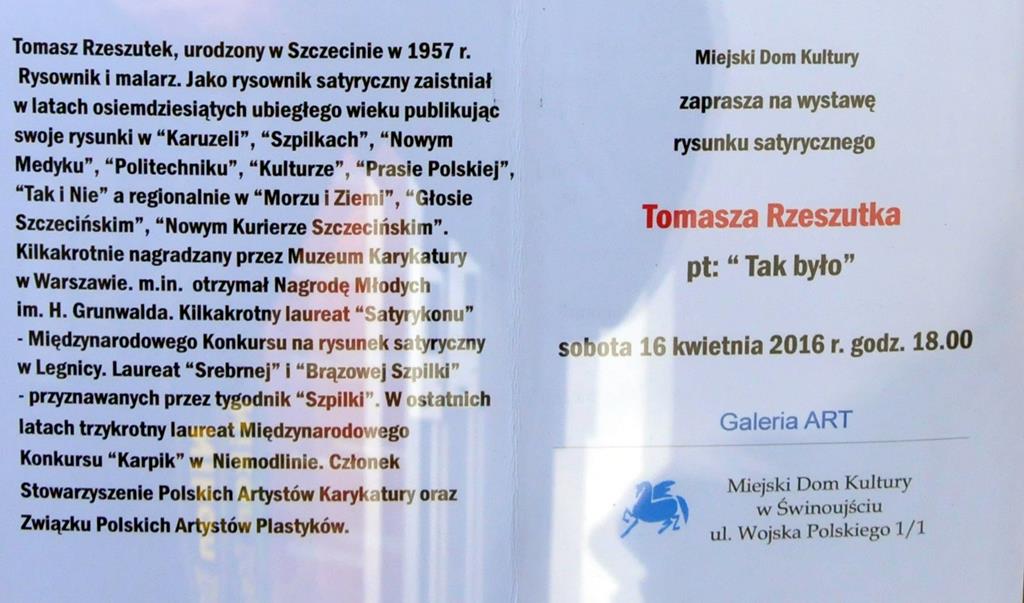 Tomasz Rzeszutek, urodzony w Szczecinie w 1957 r.
Rysownik i malarz. Jako rysownik satyryczny zaistniał
w latach osiemdziesiątych ubiegłego wieku publikując
swoje rysunki w “Karuzeli”, “Szpilkach”, “Nowym
Medyku”, “Politechniku”, “Kulturze”, “Prasie Polskiej”,
“Tak i Nie” a regionalnie w “Morzu i Ziemi”, “Głosie
Szczecińskim”, “Nowym Kurierze Szczecińskim”.
Kilkakrotnie nagradzany przez Muzeum Karykatury
w Warszawie. m.in. otrzymał Nagrodę Młodych
im. H. Grunwalda. Kilkakrotny laureat “Satyrykonu”
- Międzynarodowego Konkursu na rysunek satyryczny
w Legnicy. Laureat “Srebrnej” i “Brązowej Szpilki”
- przyznawanych przez tygodnik “Szpilki”. W ostatnich
latach trzykrotny laureat Międzynarodowego
Konkursu “Karpik” w Niemodlinie. Członek
Stowarzyszenie Polskich Artystów Karykatury oraz
Związku Polskich Artystów Plastyków.
Miejski Dom Kultury
zaprasza na wystawę
rysunku satyrycznego
Tomasza Rzeszutka
pt: “ Tak było”
sobota 16 kwietnia 2016 r. godz. 18.00
Galeria ART
Miejski Dom Kultury
w Świnoujściu
ul. Wojska Polskiego 1/1